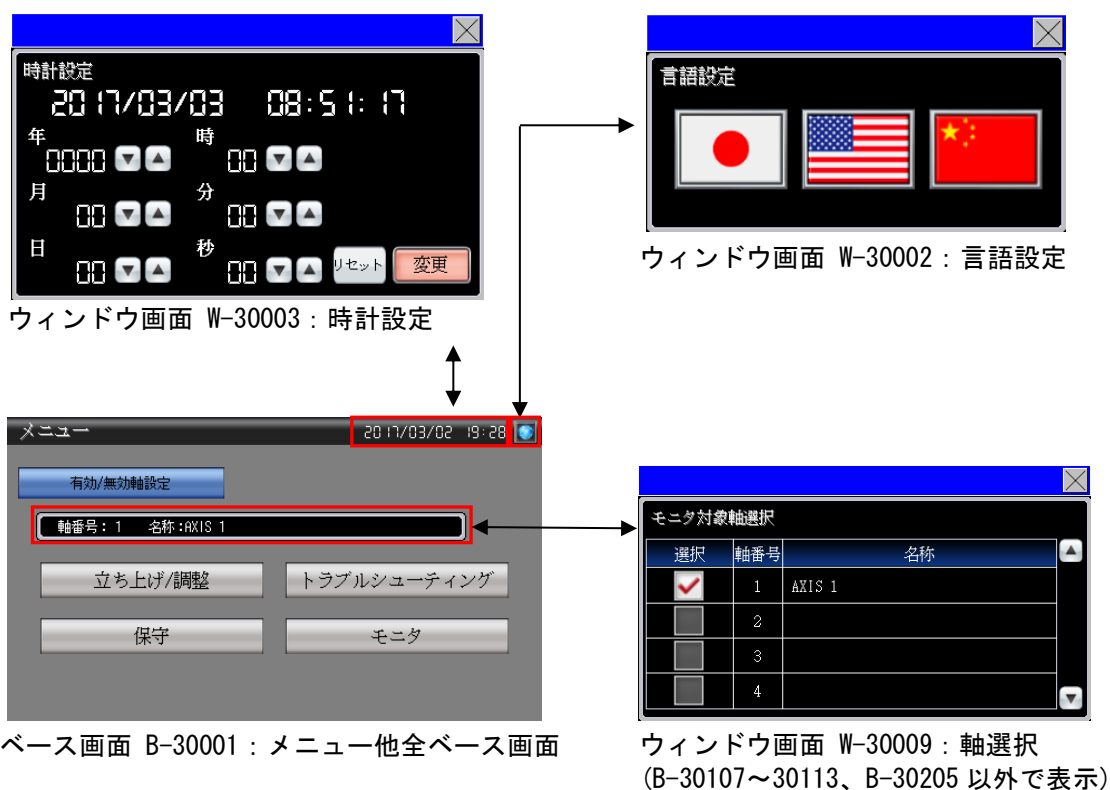 時計設定
2017/03/03 08:51:17
年 時
0000 00
月 分
00 00
日 秒
00 00 リセット 変更
ウィンドウ画面 W-30003：時計設定
言語設定
ウィンドウ画面 W-30002：言語設定
メニュー 2017/03/02 19:28
有効/無効軸設定
軸番号: 1 名称:AXIS 1
立ち上げ/調整 トラブルシューティング
保守 モニタ
ベース画面 B-30001：メニュー他全ベース画面
モニタ対象軸選択
選択 軸番号 名称
1 AXIS 1
2
3
4
ウィンドウ画面 W-30009：軸選択
(B-30107～30113、B-30205 以外で表示)